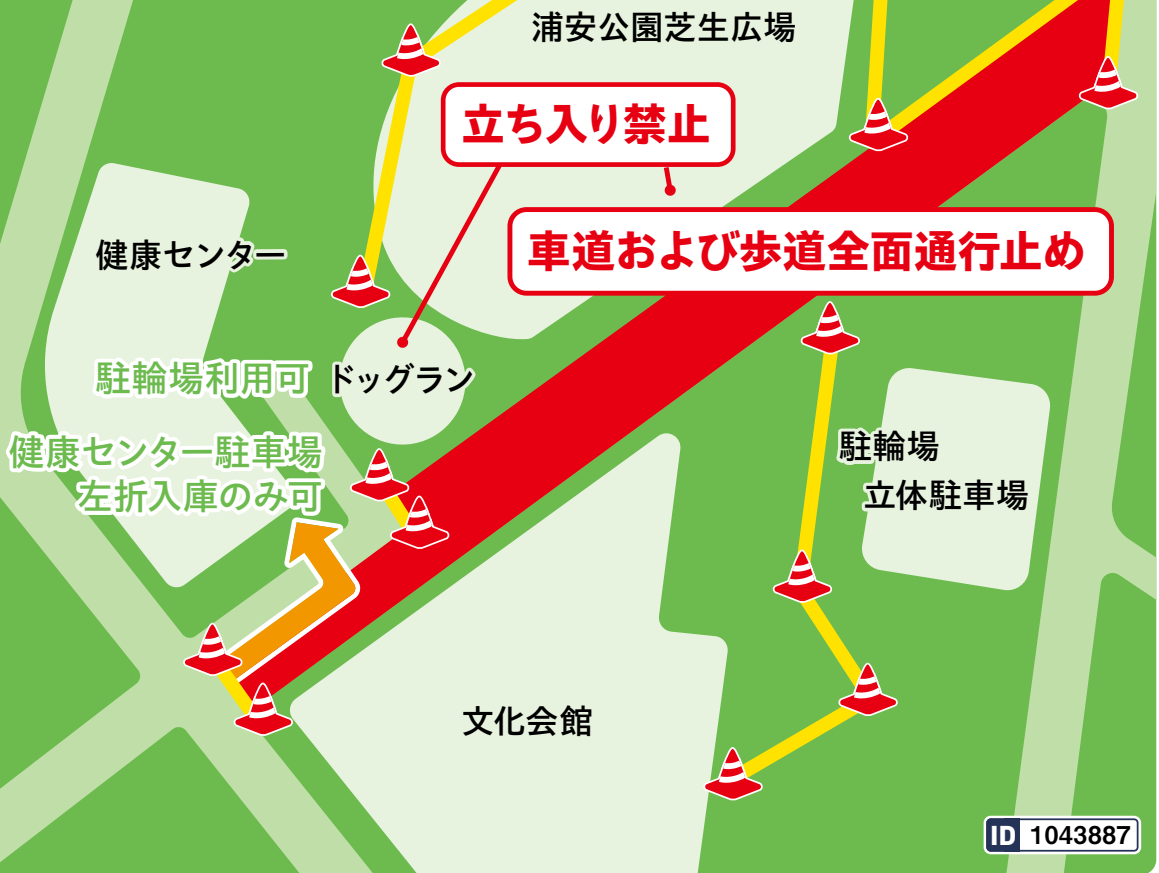 浦安公園芝生広場
立ち入り禁止
車道および歩道全面通行止め
健康センター
駐輪場利用可
ドッグラン
健康センター駐車場
左折入庫のみ可
駐輪場
立体駐車場
文化会館
ID 1043887